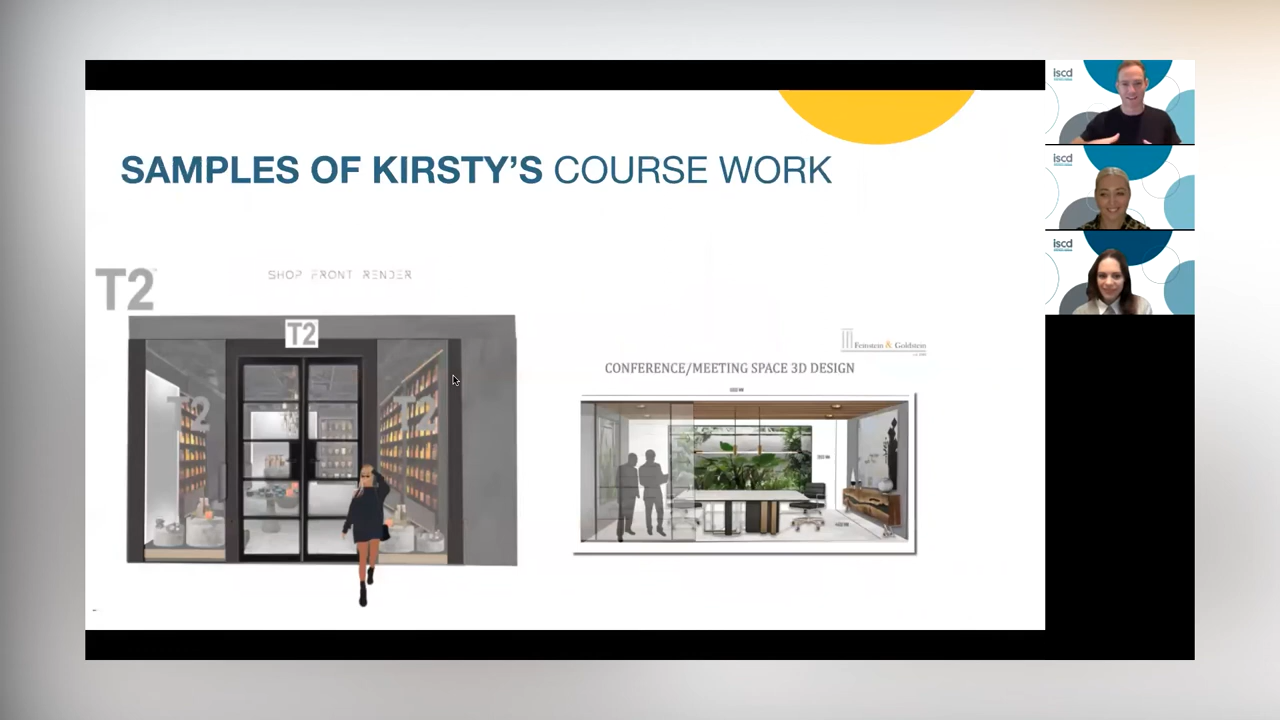 SAMPLES OF KIRSTY’S COURSE WORK
iscd
iscd
iscd
T2
SHOP FRONT RENDER
T2
T2
T2
Feinstein & Goldstein
CONFERENCE/MEETING SPACE 3D DESIGN